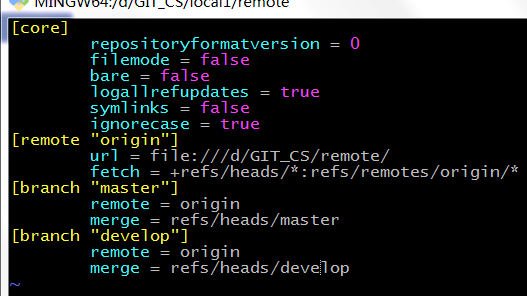 MINGW64:/d/GIT_CS/local1/remote
[core]
        repositoryformatversion = 0
        filemode = false
        bare = false
        logallrefupdates = true
        symlinks = false
        ignorecase = true
[remote "origin"]
        url = file:///d/GIT_CS/remote/
        fetch = +refs/heads/*:refs/remotes/origin/*
[branch "master"]
        remote = origin
        merge = refs/heads/master
[branch "develop"]
        remote = origin
        merge = refs/heads/develop
~